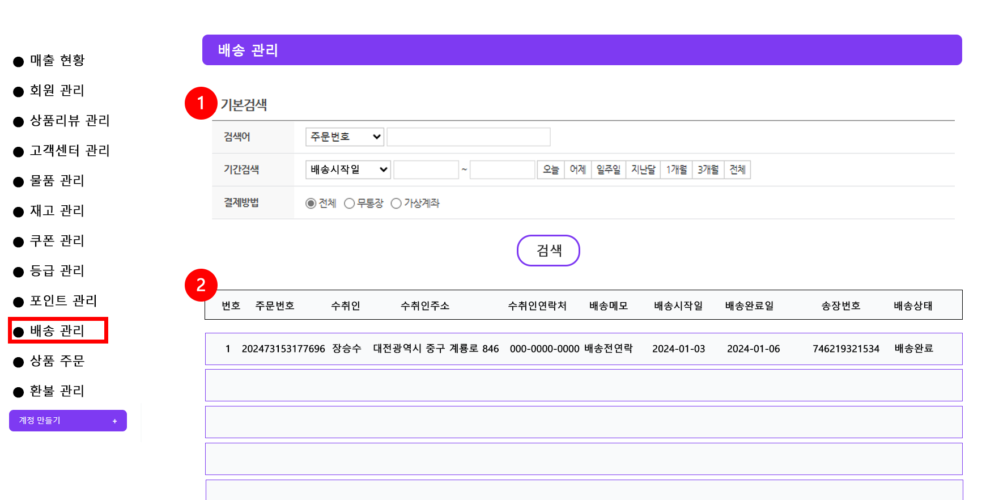 매출 현황
회원 관리
상품리뷰 관리
고객센터 관리
물품 관리
재고 관리
쿠폰 관리
등급 관리
포인트 관리
배송 관리
상품 주문
환불 관리
계정 만들기 +
배송 관리
1 기본검색
검색어 주문번호
기간검색 배송시작일 ~ 오늘 어제 일주일 지난달 1개월 3개월 전체
결제방법 전체 무통장 가상계좌
검색
2
번호 주문번호 수취인 수취인주소 수취인연락처 배송메모 배송시작일 배송완료일 송장번호 배송상태
1 202473153177696 장승수 대전광역시 중구 계룡로 846 000-0000-0000 배송전연락 2024-01-03 2024-01-06 746219321534 배송완료